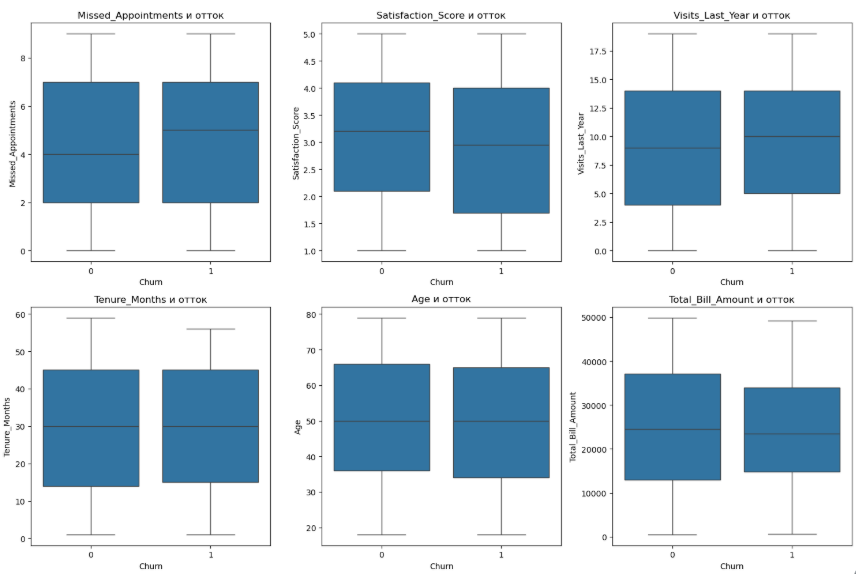 Missed_Appointments и отток
8
6
4
2
0
Missed_Appointments
0 1
Churn
Satisfaction_Score и отток
5.0
4.5
4.0
3.5
3.0
2.5
2.0
1.5
1.0
Satisfaction_Score
0 1
Churn
Visits_Last_Year и отток
17.5
15.0
12.5
10.0
7.5
5.0
2.5
0.0
Visits_Last_Year
0 1
Churn
Tenure_Months и отток
60
50
40
30
20
10
0
Tenure_Months
0 1
Churn
Age и отток
80
70
60
50
40
30
20
Age
0 1
Churn
Total_Bill_Amount и отток
50000
40000
30000
20000
10000
0
Total_Bill_Amount
0 1
Churn